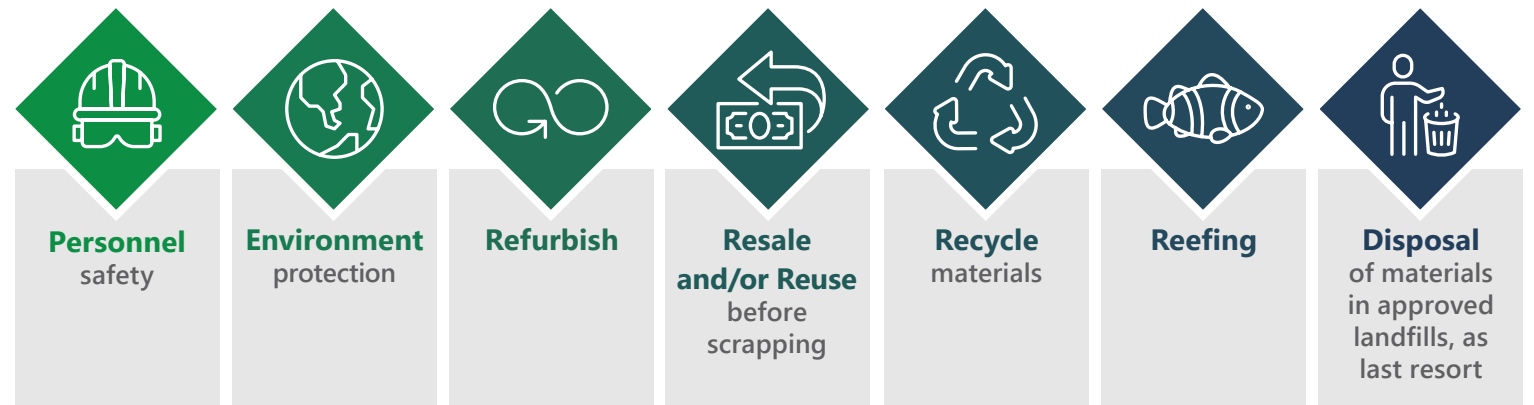 Personnel
safety
Environment
protection
Refurbish
Resale
and/or Reuse
before
scrapping
Recycle
materials
Reefing
Disposal
of materials
in approved
landfills, as
last resort